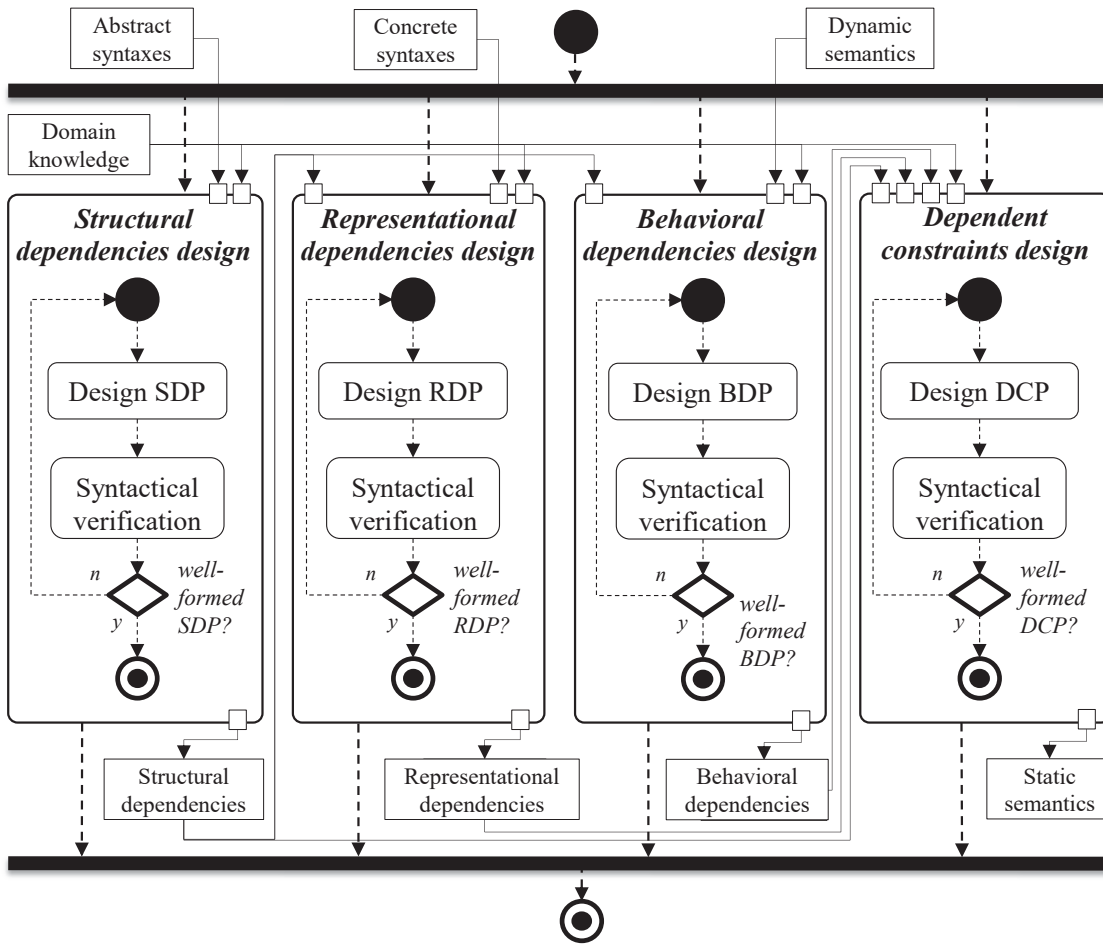 Abstract
syntaxes
Concrete
syntaxes
Dynamic
semantics
Domain
knowledge
Structural
dependencies design
Representational
dependencies design
Behavioral
dependencies design
Dependent
constraints design
Design SDP
Design RDP
Design BDP
Design DCP
Syntactical
verification
Syntactical
verification
Syntactical
verification
Syntactical
verification
n
well-
formed
SDP?
y
n
well-
formed
RDP?
y
n
well-
formed
BDP?
y
n
well-
formed
DCP?
y
Structural
dependencies
Representational
dependencies
Behavioral
dependencies
Static
semantics